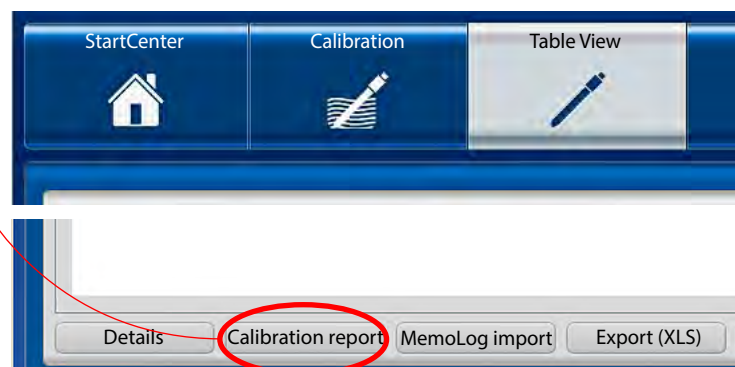 StartCenter Calibration Table View
Details Calibration report MemoLog import Export (XLS)